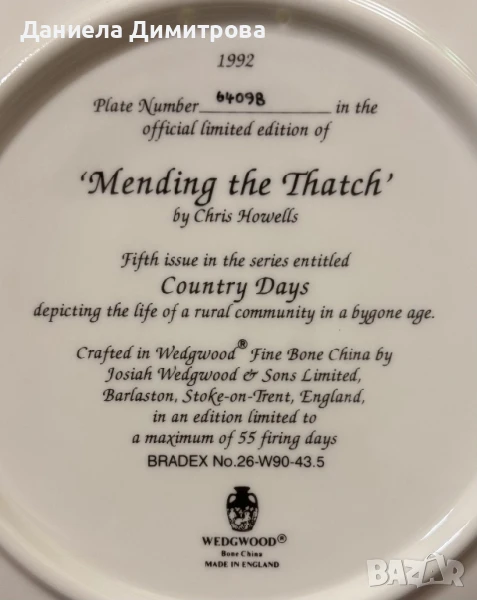 Даниела Димитрова
1992
Plate Number 6409B in the
official limited edition of
'Mending the Thatch'
by Chris Howells
Fifth issue in the series entitled
Country Days
depicting the life of a rural community in a bygone age.
Crafted in Wedgwood® Fine Bone China by
Josiah Wedgwood & Sons Limited,
Barlaston, Stoke-on-Trent, England,
in an edition limited to
a maximum of 55 firing days
BRADEX No.26-W90-43.5
WEDGWOOD®
Bone China
MADE IN ENGLAND
BAZAR